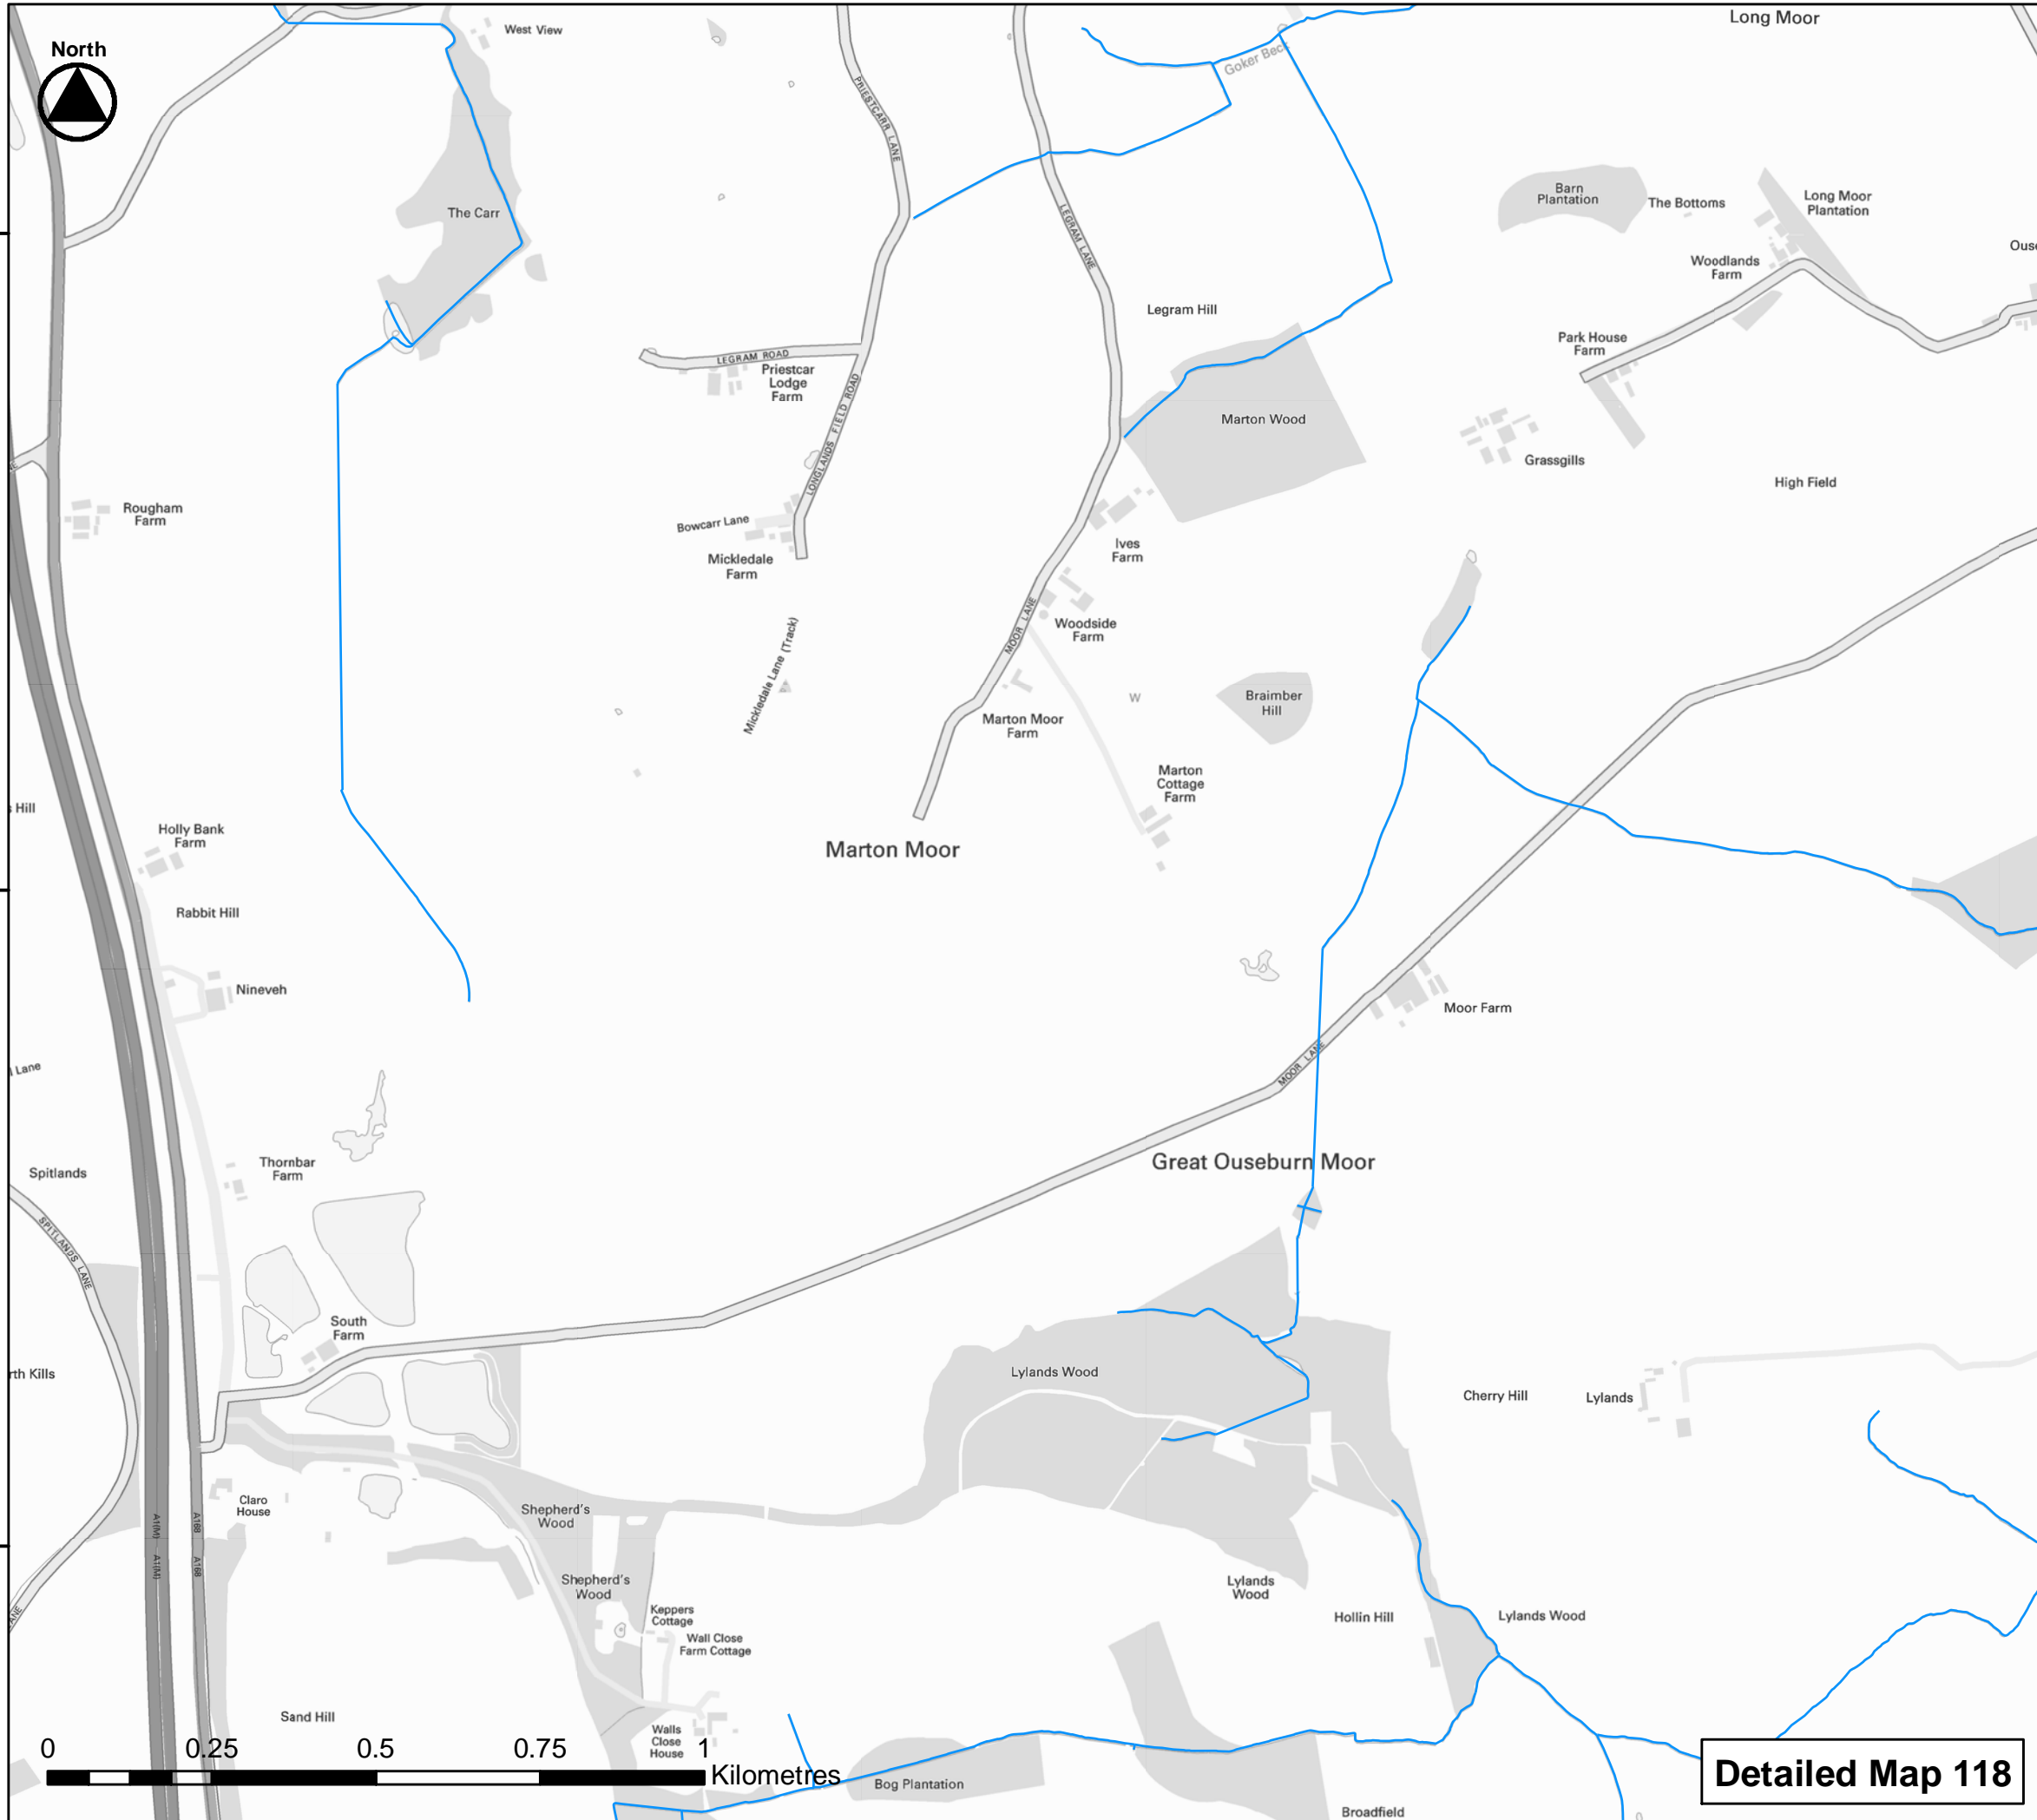 Long Moor
West View
North
Goker Beck
PRIESTCARR LANE
Barn
Plantation
The Bottoms
Long Moor
Plantation
The Carr
LEGRAM LANE
Woodlands
Farm
Legram Hill
Park House
Farm
LEGRAM ROAD
Priestcar
Lodge
Farm
LONGLANDS FIELD ROAD
Marton Wood
Grassgills
High Field
Rougham
Farm
Bowcarr Lane
Mickledale
Farm
Ives
Farm
Woodside
Farm
MOOR LANE
Mickledale Lane (Track)
W
Braimber
Hill
Marton Moor
Farm
Marton
Cottage
Farm
s Hill
Holly Bank
Farm
Marton Moor
Rabbit Hill
Nineveh
Moor Farm
l Lane
MOOR LANE
Great Ouseburn Moor
Spitlands
Thornbar
Farm
SPITLANDS LANE
South
Farm
rth Kills
Lylands Wood
Cherry Hill
Lylands
Claro
House
Shepherd's
Wood
A1(M)
A168
A1(M)
A168
Shepherd's
Wood
Lylands
Wood
Keppers
Cottage
Hollin Hill
Lylands Wood
ANE
Wall Close
Farm Cottage
Sand Hill
Walls
Close
House
0 0.25 0.5 0.75 1
Kilometres
Bog Plantation
Detailed Map 118
Broadfield